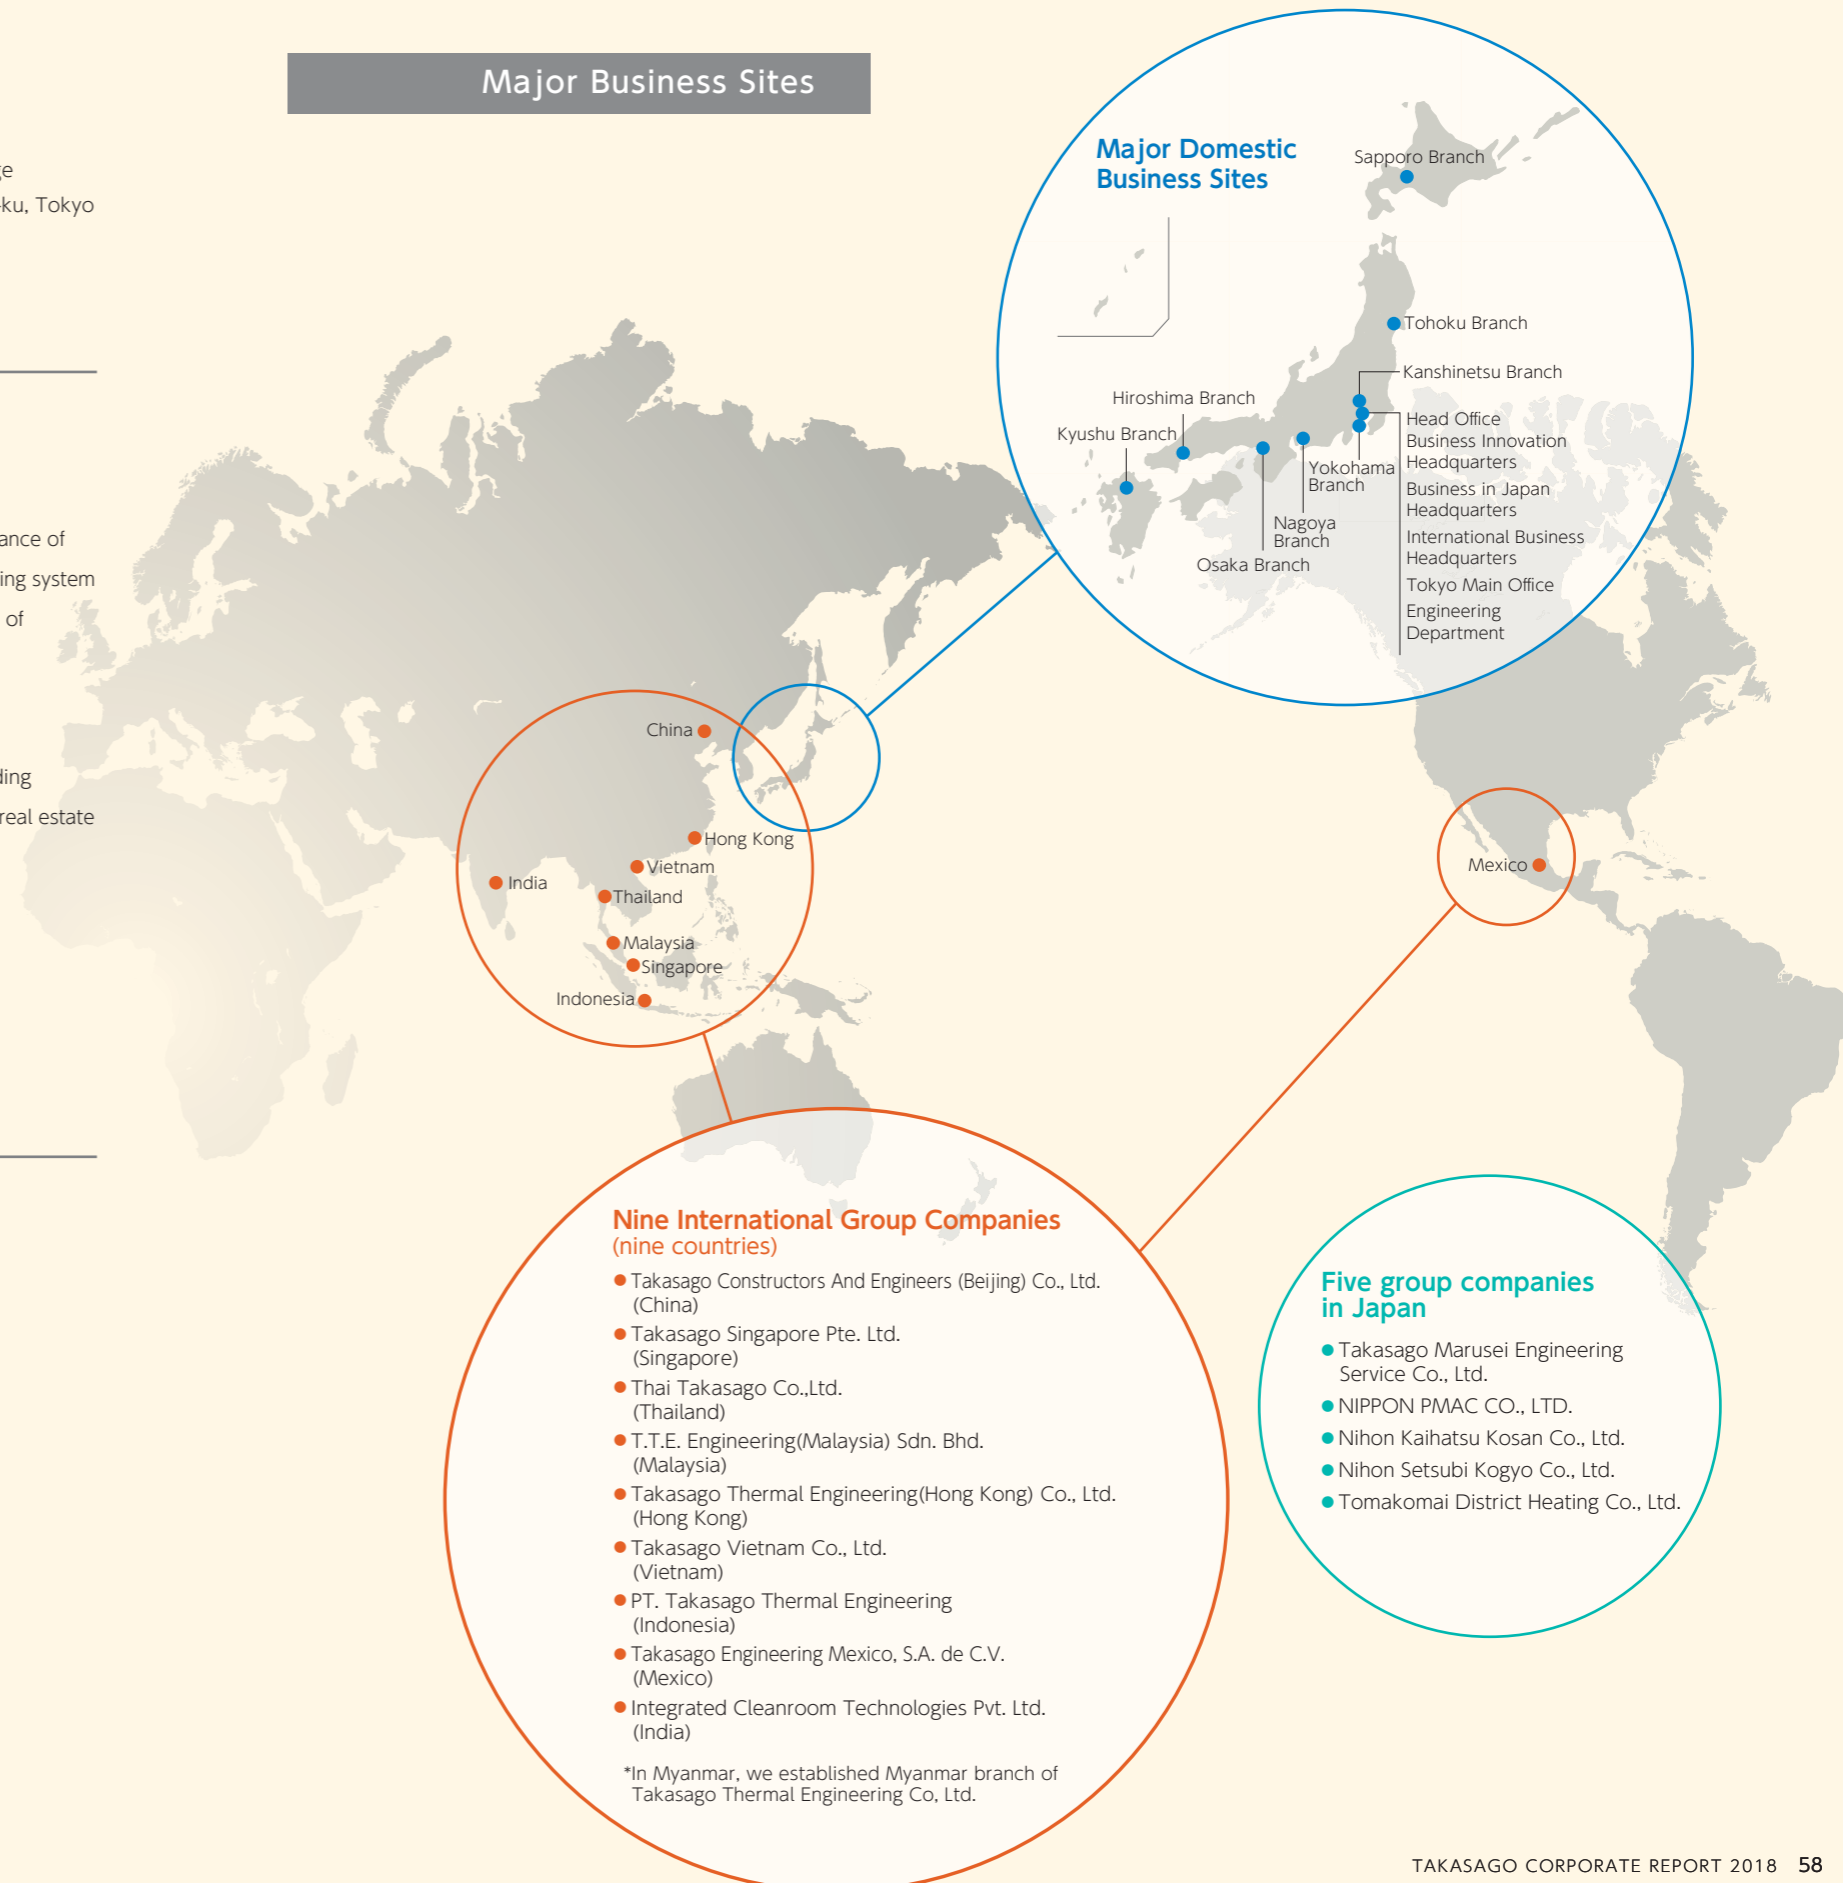 Major Business Sites
ge
-ku, Tokyo
ance of
ing system
of
ding
real estate
Major Domestic
Business Sites
Sapporo Branch
Tohoku Branch
Kanshinetsu Branch
Hiroshima Branch
Kyushu Branch
Head Office
Business Innovation
Headquarters
Business in Japan
Headquarters
International Business
Headquarters
Tokyo Main Office
Engineering
Department
Yokohama
Branch
Nagoya
Branch
Osaka Branch
China
Hong Kong
Vietnam
India
Thailand
Malaysia
Singapore
Indonesia
Mexico
Nine International Group Companies
(nine countries)
● Takasago Constructors And Engineers (Beijing) Co., Ltd.
(China)
● Takasago Singapore Pte. Ltd.
(Singapore)
● Thai Takasago Co.,Ltd.
(Thailand)
● T.T.E. Engineering(Malaysia) Sdn. Bhd.
(Malaysia)
● Takasago Thermal Engineering(Hong Kong) Co., Ltd.
(Hong Kong)
● Takasago Vietnam Co., Ltd.
(Vietnam)
● PT. Takasago Thermal Engineering
(Indonesia)
● Takasago Engineering Mexico, S.A. de C.V.
(Mexico)
● Integrated Cleanroom Technologies Pvt. Ltd.
(India)
*In Myanmar, we established Myanmar branch of
Takasago Thermal Engineering Co, Ltd.
Five group companies
in Japan
● Takasago Marusei Engineering
Service Co., Ltd.
● NIPPON PMAC CO., LTD.
● Nihon Kaihatsu Kosan Co., Ltd.
● Nihon Setsubi Kogyo Co., Ltd.
● Tomakomai District Heating Co., Ltd.
TAKASAGO CORPORATE REPORT 2018 58